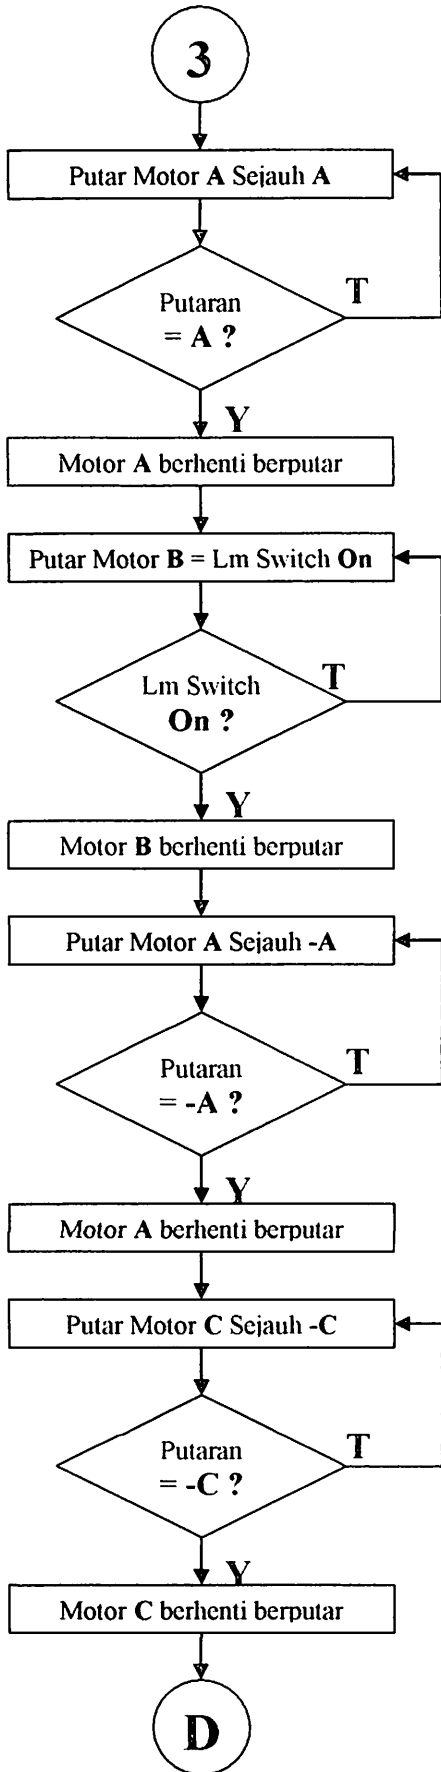 3
Putar Motor A Sejauh A
Putaran
= A ?
T
Y
Motor A berhenti berputar
Putar Motor B = Lm Switch On
Lm Switch
On ?
T
Y
Motor B berhenti berputar
Putar Motor A Sejauh -A
Putaran
= -A ?
T
Y
Motor A berhenti berputar
Putar Motor C Sejauh -C
Putaran
= -C ?
T
Y
Motor C berhenti berputar
D